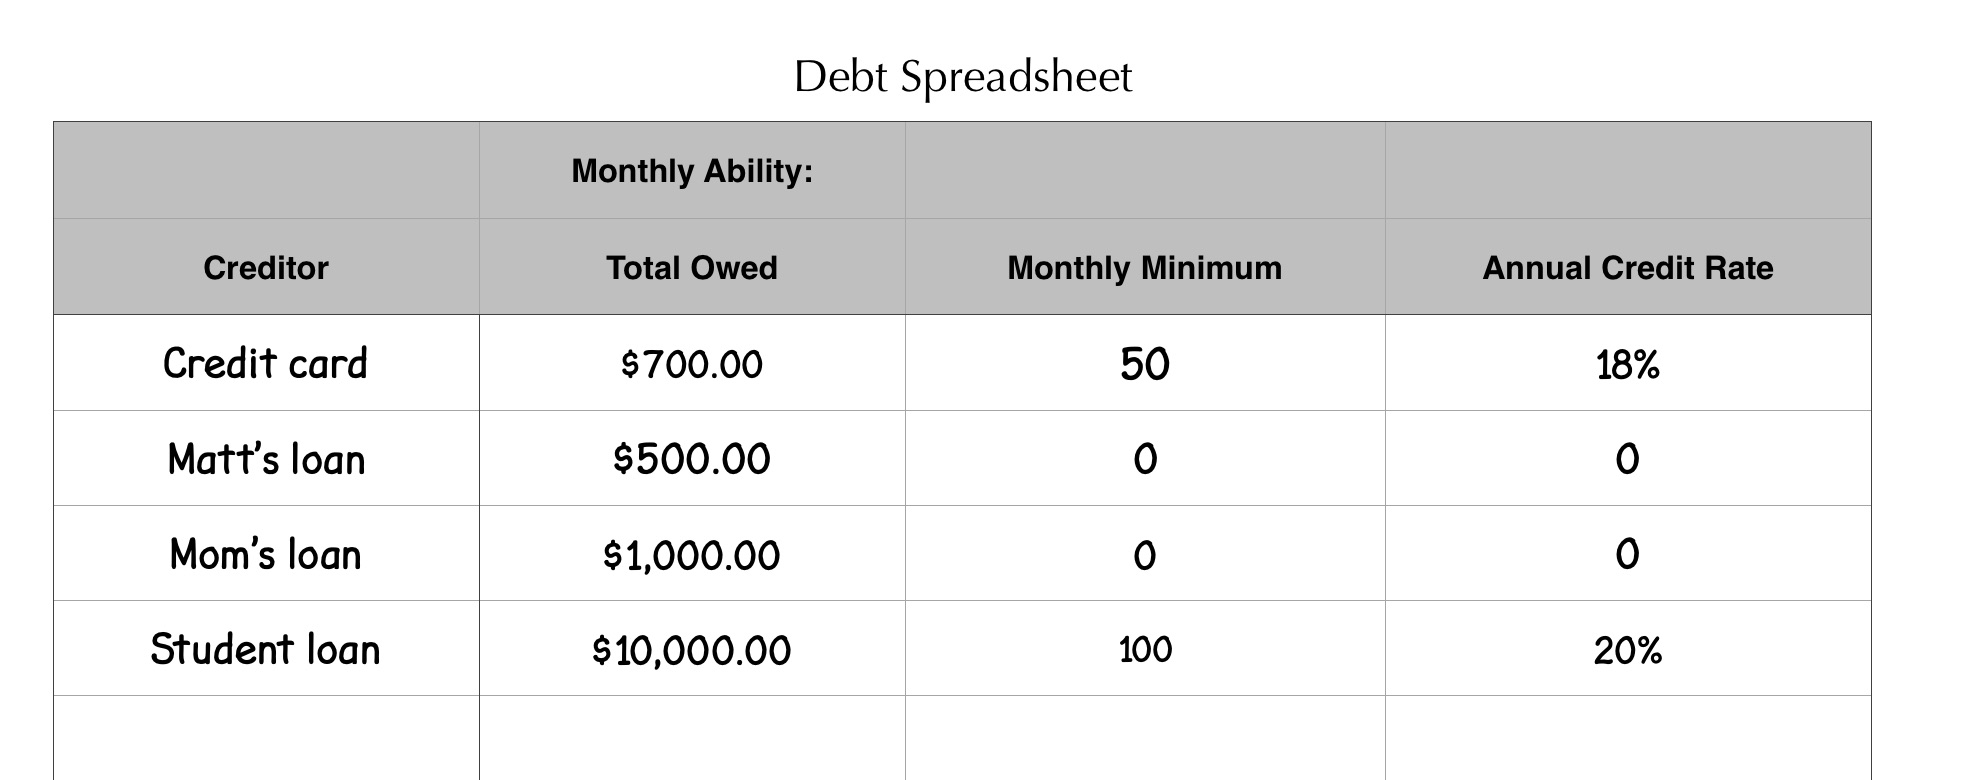 Debt Spreadsheet
Monthly Ability:
Creditor Total Owed Monthly Minimum Annual Credit Rate
Credit card $700.00 50 18%
Matt's loan $500.00 0 0
Mom's loan $1,000.00 0 0
Student loan $10,000.00 100 20%